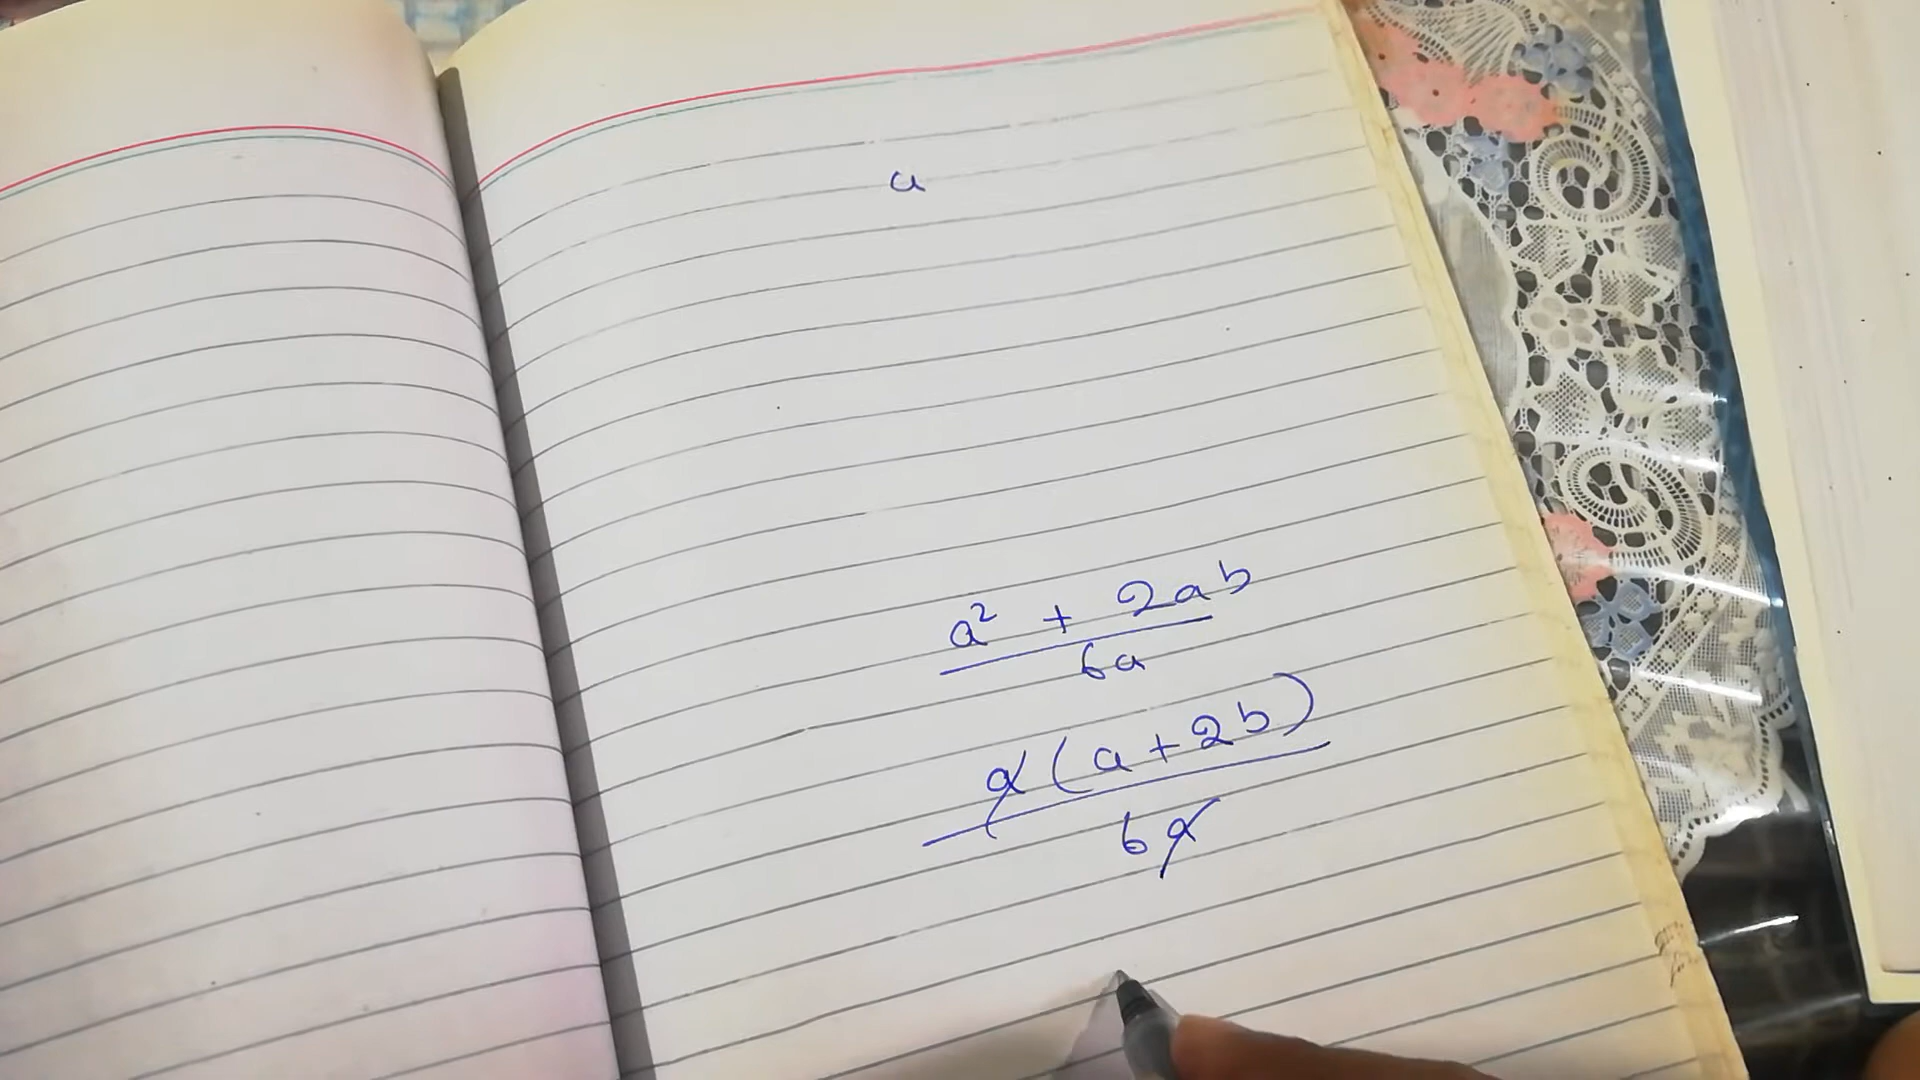 a
a² + 2ab
6a
a (a + 2b)
6a